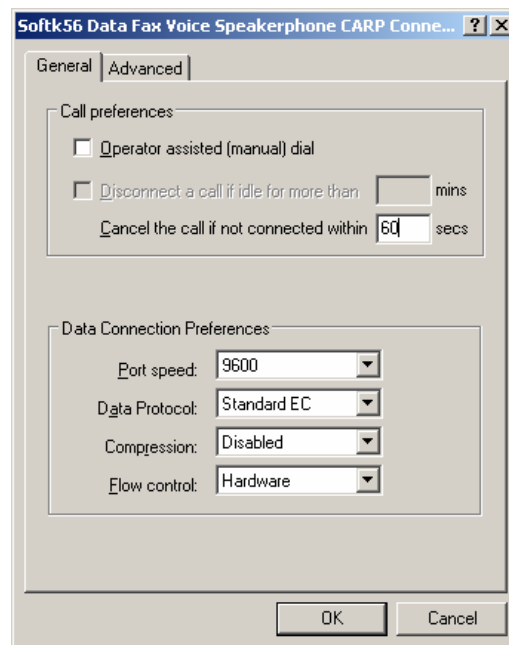 Softk56 Data Fax Voice Speakerphone CARP Conne... ? X
General Advanced
Call preferences
Operator assisted (manual) dial
Disconnect a call if idle for more than mins
Cancel the call if not connected within 60 secs
Data Connection Preferences
Port speed: 9600
Data Protocol: Standard EC
Compression: Disabled
Flow control: Hardware
OK Cancel